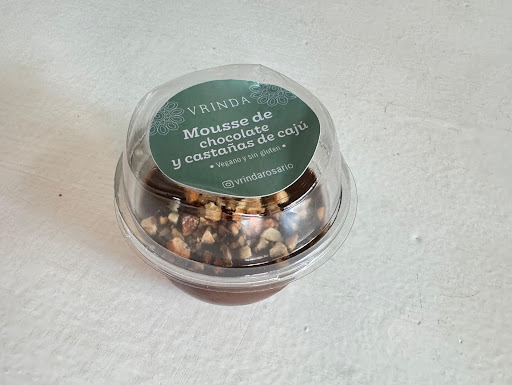 VRINDA
Mousse de
chocolate
y castañas de cajú
• Vegano y sin gluten •
vrindarosario